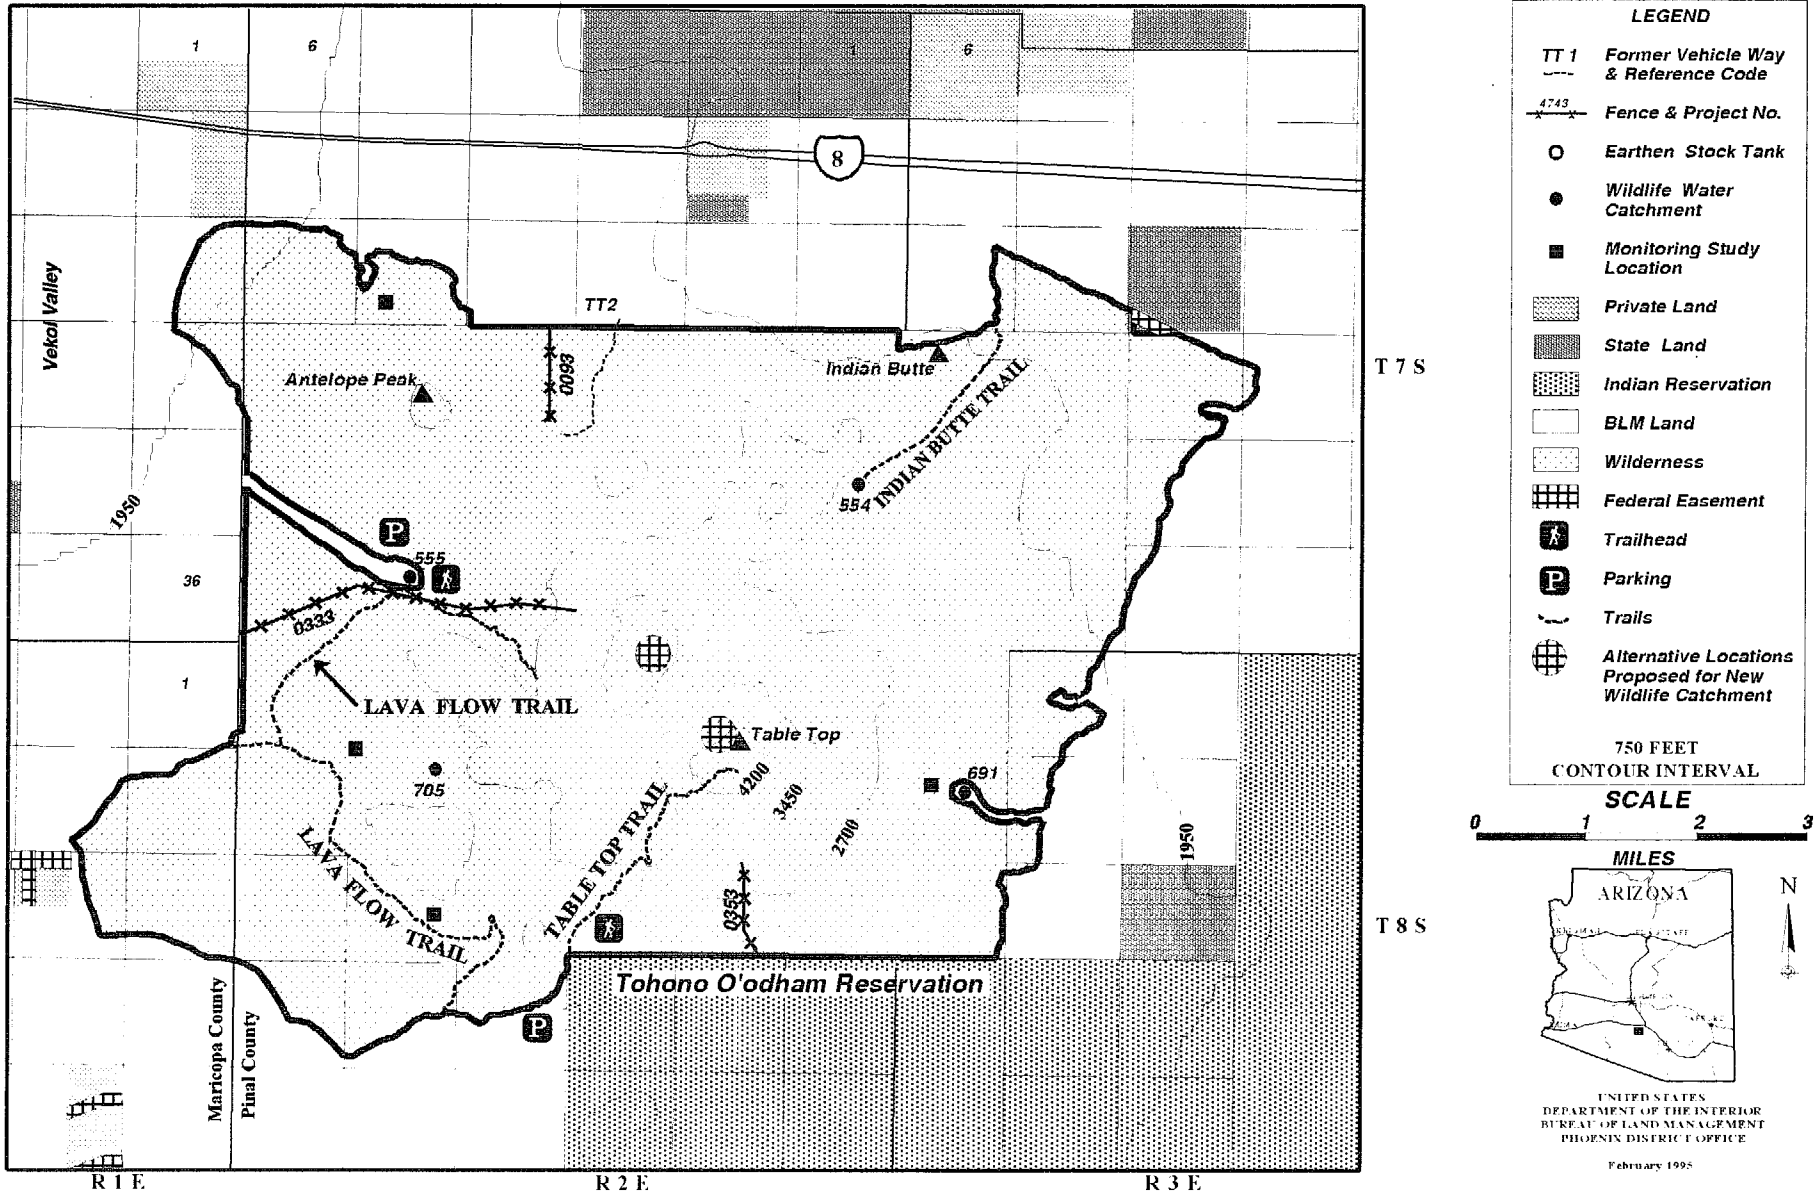 1
6
1
6
8
Vekol Valley
TT2
Antelope Peak
0093
Indian Butte
INDIAN BUTTE TRAIL
554
1950
P
555
36
0333
1
LAVA FLOW TRAIL
Table Top
705
691
4200
3450
2700
1950
TABLE TOP TRAIL
LAVA FLOW TRAIL
0353
Tohono O'odham Reservation
P
Maricopa County
Pinal County
R 1 E
R 2 E
R 3 E
T 7 S
T 8 S
LEGEND
TT 1 Former Vehicle Way
& Reference Code
4743 Fence & Project No.
Earthen Stock Tank
Wildlife Water
Catchment
Monitoring Study
Location
Private Land
State Land
Indian Reservation
BLM Land
Wilderness
Federal Easement
Trailhead
P Parking
Trails
Alternative Locations
Proposed for New
Wildlife Catchment
750 FEET
CONTOUR INTERVAL
SCALE
0 1 2 3
MILES
ARIZONA
N
UNITED STATES
DEPARTMENT OF THE INTERIOR
BUREAU OF LAND MANAGEMENT
PHOENIX DISTRICT OFFICE
February 1995